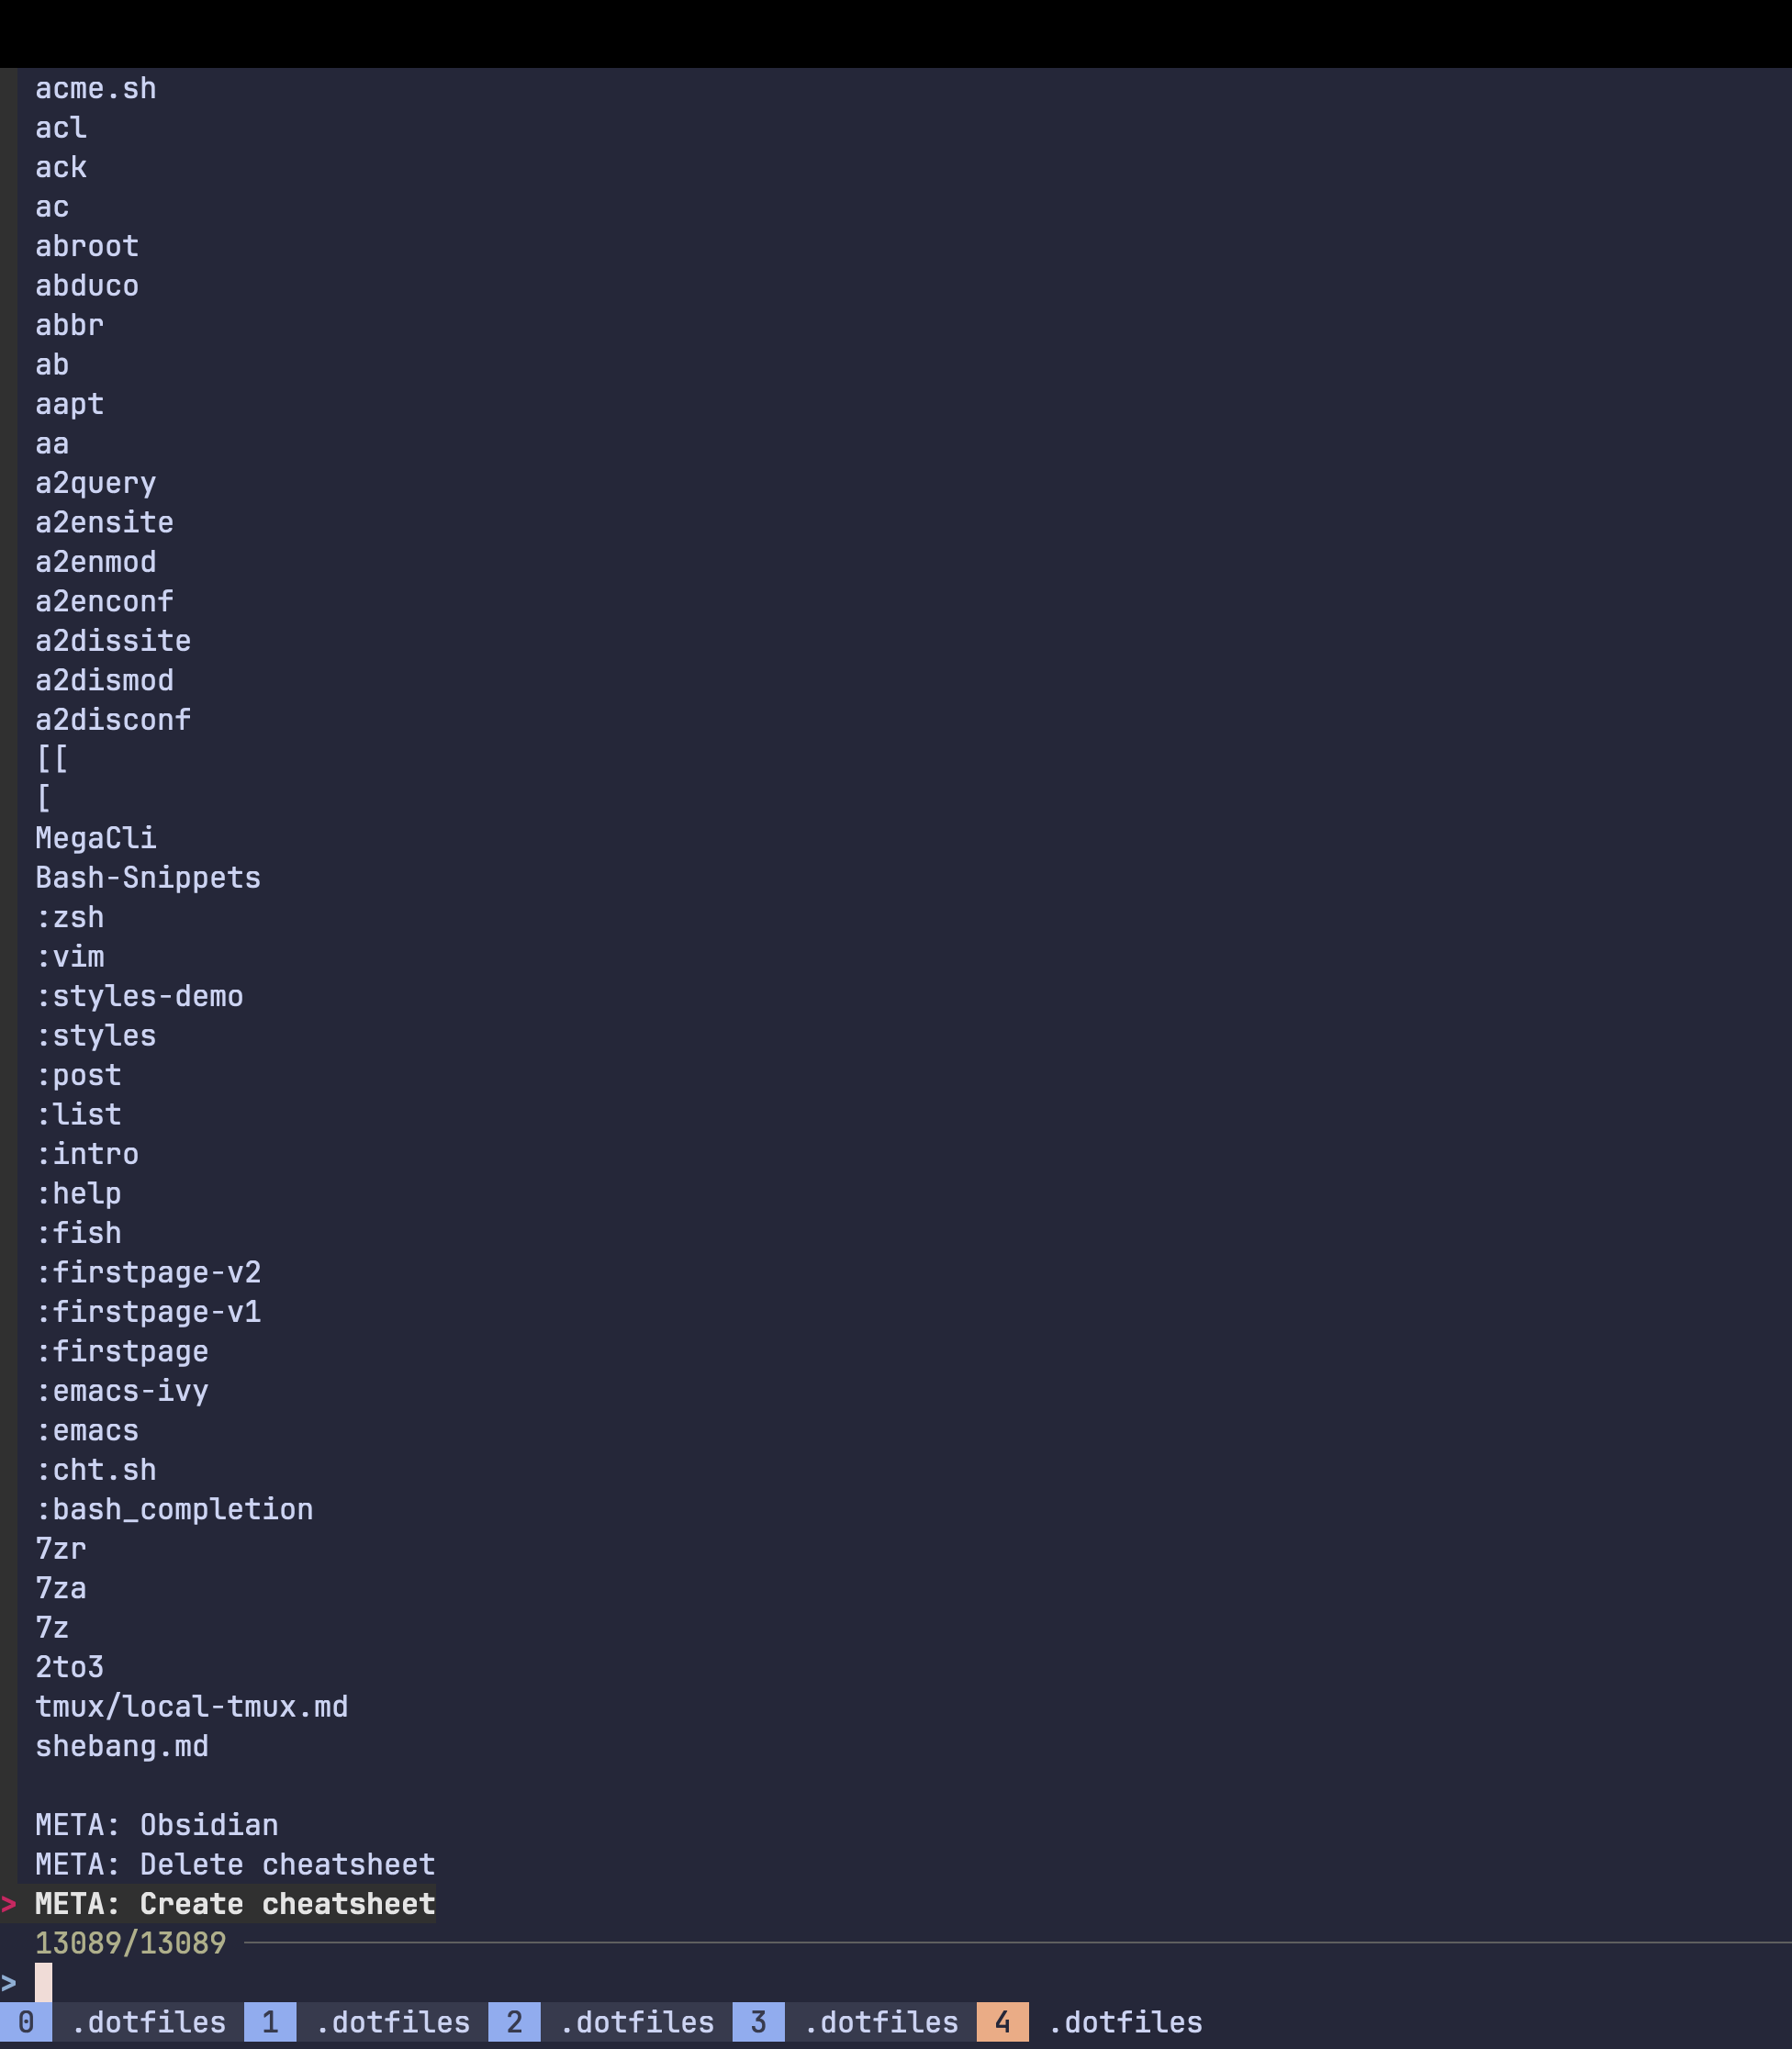 acme.sh
acl
ack
ac
abroot
abduco
abbr
ab
aapt
aa
a2query
a2ensite
a2enmod
a2enconf
a2dissite
a2dismod
a2disconf
[[
[
MegaCli
Bash-Snippets
:zsh
:vim
:styles-demo
:styles
:post
:list
:intro
:help
:fish
:firstpage-v2
:firstpage-v1
:firstpage
:emacs-ivy
:emacs
:cht.sh
:bash_completion
7zr
7za
7z
2to3
tmux/local-tmux.md
shebang.md
META: Obsidian
META: Delete cheatsheet
> META: Create cheatsheet
13089/13089
>
0 .dotfiles 1 .dotfiles 2 .dotfiles 3 .dotfiles 4 .dotfiles